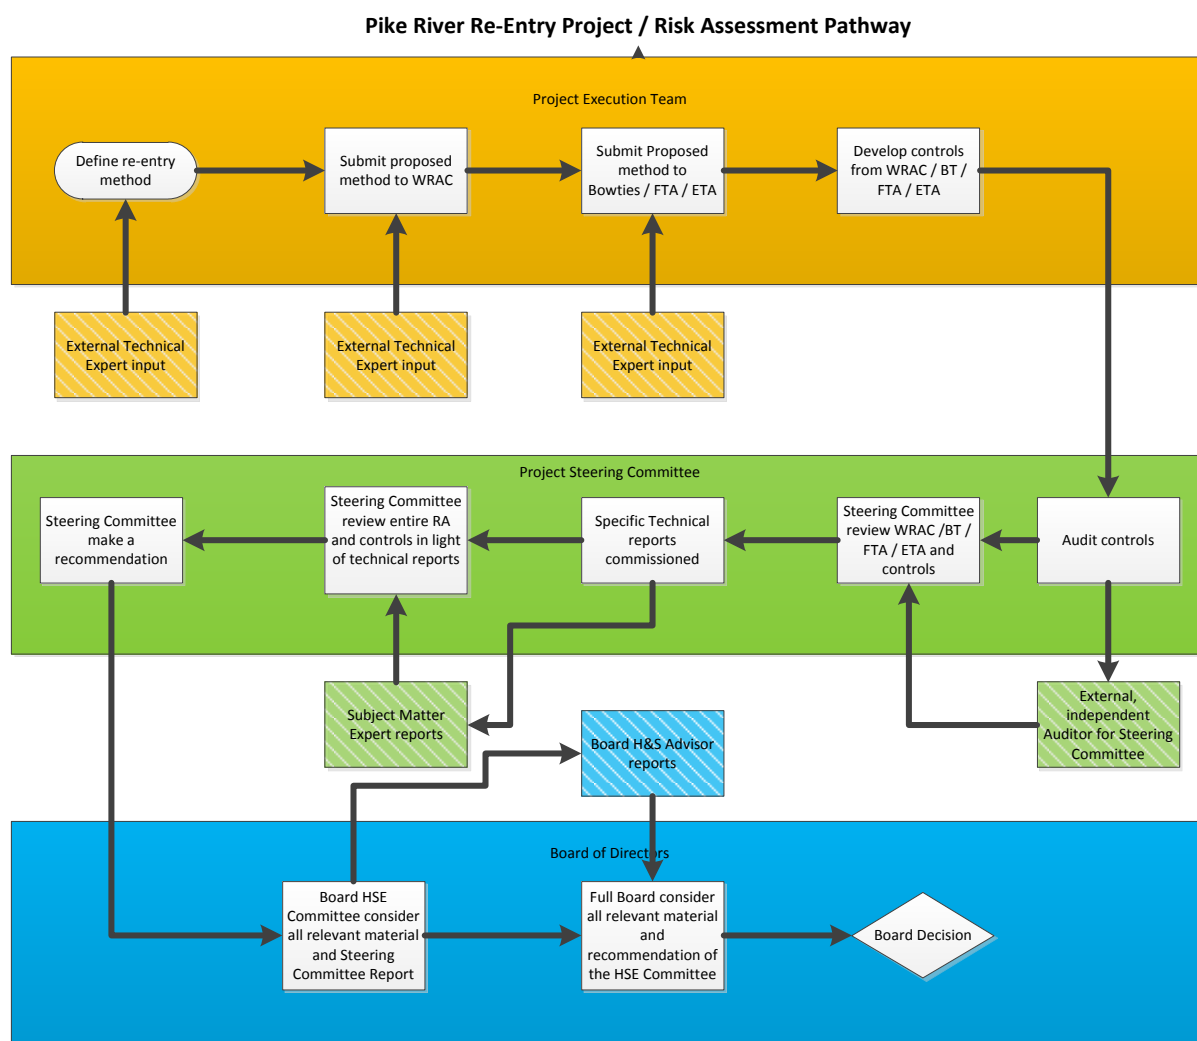 Pike River Re-Entry Project / Risk Assessment Pathway
Project Execution Team
Define re-entry
method
Submit proposed
method to WRAC
Submit Proposed
method to
Bowties / FTA / ETA
Develop controls
from WRAC / BT /
FTA / ETA
External Technical
Expert input
External Technical
Expert input
External Technical
Expert input
Project Steering Committee
Steering Committee
make a
recommendation
Steering Committee
review entire RA
and controls in light
of technical reports
Specific Technical
reports
commissioned
Steering Committee
review WRAC /BT /
FTA / ETA and
controls
Audit controls
Subject Matter
Expert reports
Board H&S Advisor
reports
External,
independent
Auditor for Steering
Committee
Board of Directors
Board HSE
Committee consider
all relevant material
and Steering
Committee Report
Full Board consider
all relevant material
and
recommendation of
the HSE Committee
Board Decision